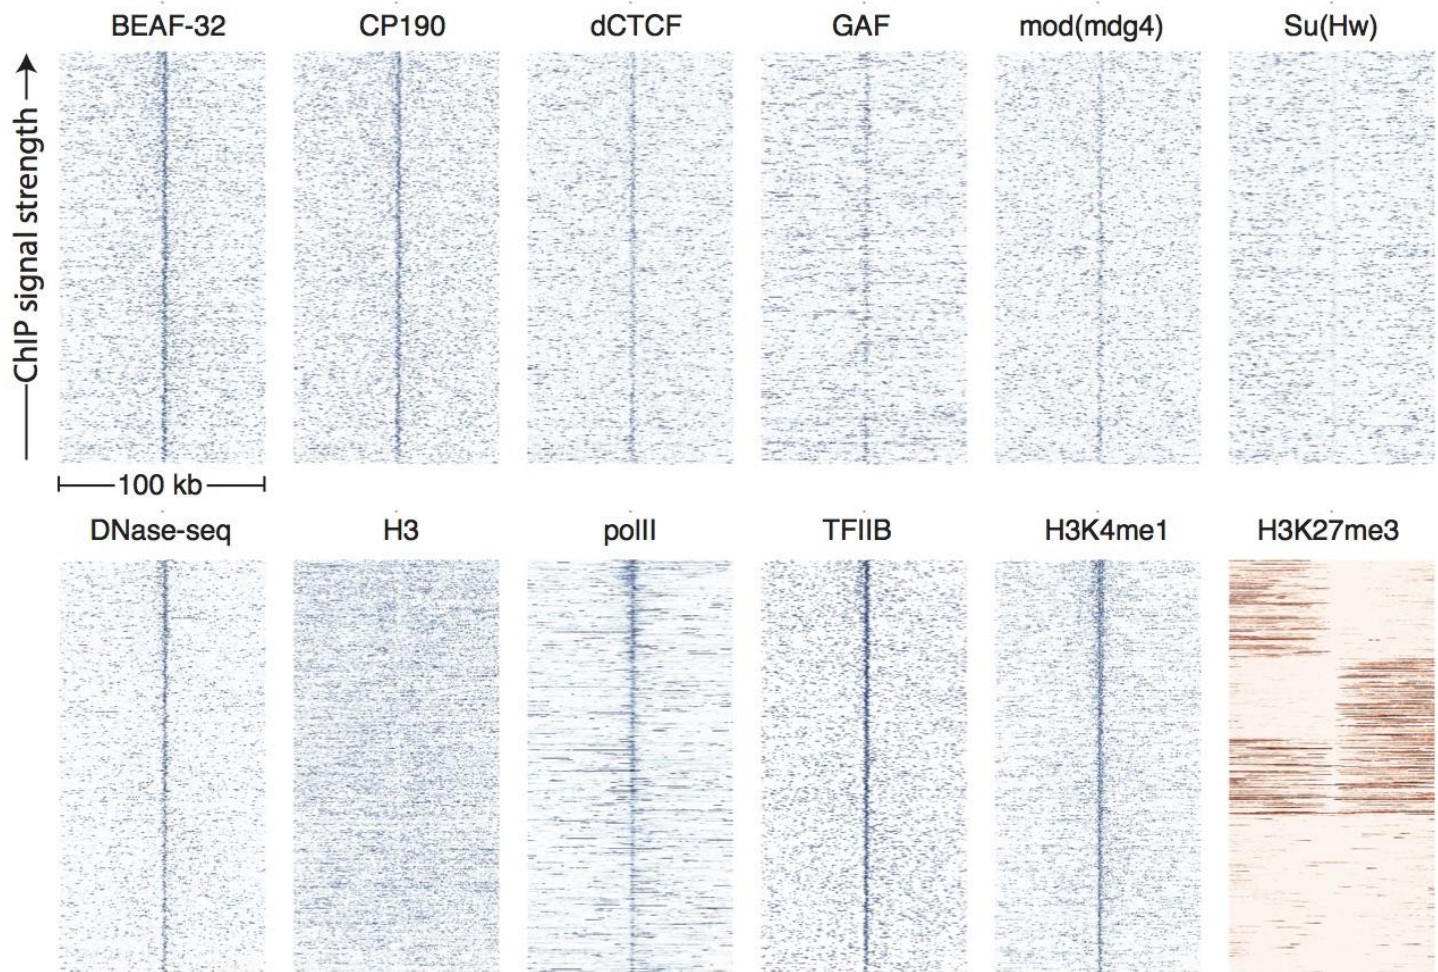 BEAF-32 CP190 dCTCF GAF mod(mdg4) Su(Hw)
ChIP signal strength
100 kb
DNase-seq H3 polII TFIIB H3K4me1 H3K27me3